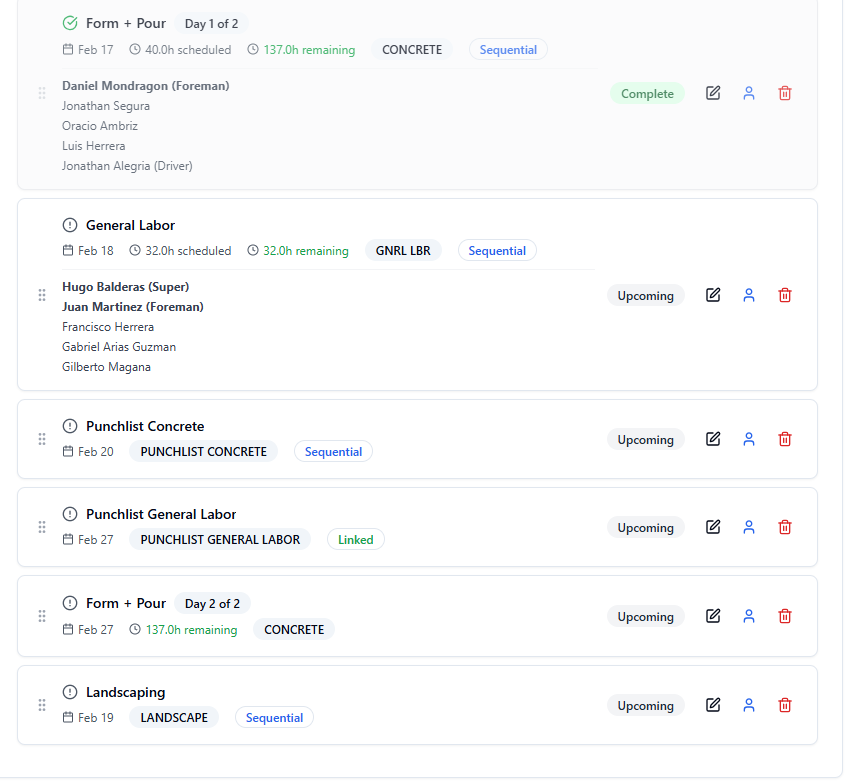 Form + Pour Day 1 of 2
Feb 17 40.0h scheduled 137.0h remaining CONCRETE Sequential
Daniel Mondragon (Foreman)
Jonathan Segura
Oracio Ambriz
Luis Herrera
Jonathan Alegria (Driver)
Complete
General Labor
Feb 18 32.0h scheduled 32.0h remaining GNRL LBR Sequential
Hugo Balderas (Super)
Juan Martinez (Foreman)
Francisco Herrera
Gabriel Arias Guzman
Gilberto Magana
Upcoming
Punchlist Concrete
Feb 20 PUNCHLIST CONCRETE Sequential
Upcoming
Punchlist General Labor
Feb 27 PUNCHLIST GENERAL LABOR Linked
Upcoming
Form + Pour Day 2 of 2
Feb 27 137.0h remaining CONCRETE
Upcoming
Landscaping
Feb 19 LANDSCAPE Sequential
Upcoming